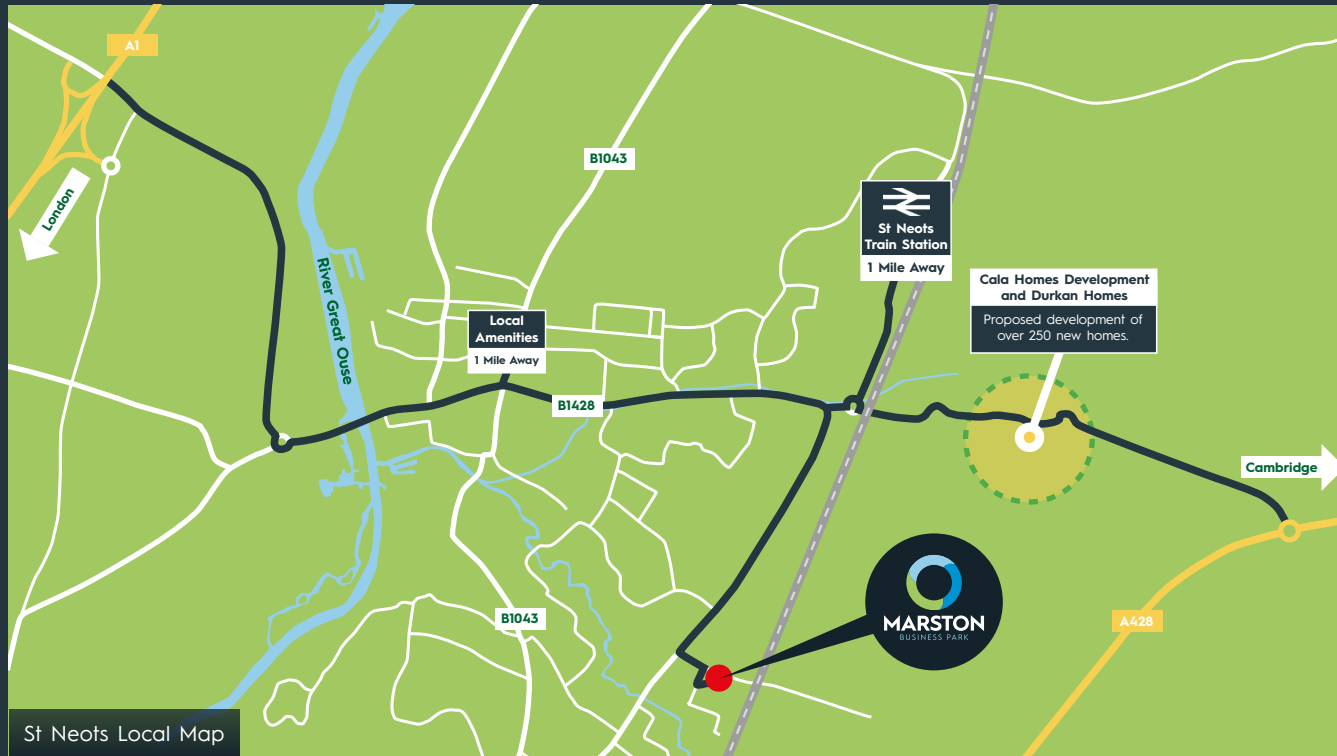 A1
London
River Great Ouse
B1043
St Neots
Train Station
1 Mile Away
Cala Homes Development
and Durkan Homes
Proposed development of
over 250 new homes.
Local
Amenities
1 Mile Away
B1428
Cambridge
B1043
MARSTON
BUSINESS PARK
A428
St Neots Local Map